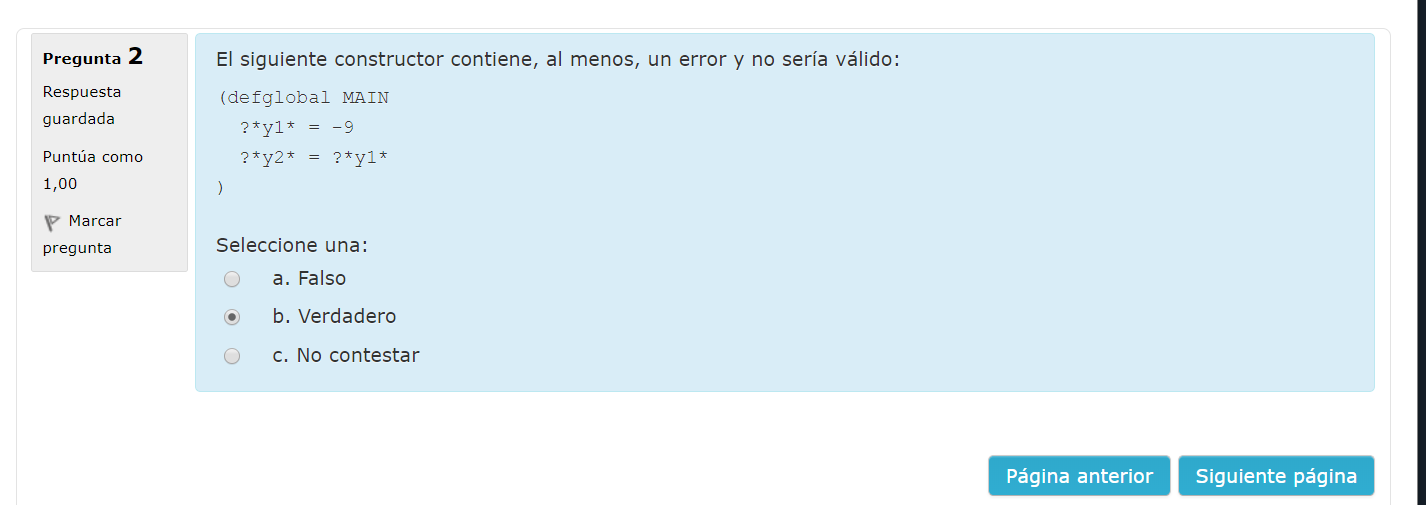 Pregunta 2
Respuesta
guardada
Puntúa como
1,00
Marcar
pregunta
El siguiente constructor contiene, al menos, un error y no sería válido:
(defglobal MAIN
?*y1* = -9
?*y2* = ?*y1*
)
Seleccione una:
a. Falso
b. Verdadero
c. No contestar
Página anterior
Siguiente página